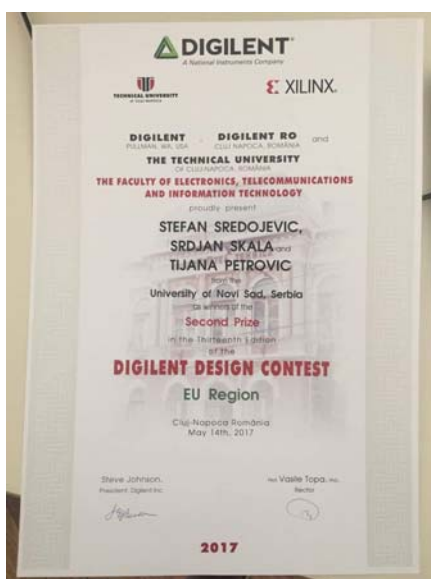 DIGILENT®
A National Instruments Company
TECHNICAL UNIVERSITY
XILINX®
DIGILENT DIGILENT RO and
PULLMAN, WA, USA CLUJ NAPOCA, ROMÂNIA
THE TECHNICAL UNIVERSITY
OF CLUJ-NAPOCA, ROMÂNIA
THE FACULTY OF ELECTRONICS, TELECOMMUNICATIONS
AND INFORMATION TECHNOLOGY
proudly present
STEFAN SREDOJEVIC,
SRDJAN SKALA and
TIJANA PETROVIC
from the
University of Novi Sad, Serbia
as winners of the
Second Prize
in the Thirteenth Edition
of the
DIGILENT DESIGN CONTEST
EU Region
Cluj-Napoca România
May 14th, 2017
Steve Johnson,
President, Digilent Inc.
Vasile Topa,
Rector
2017